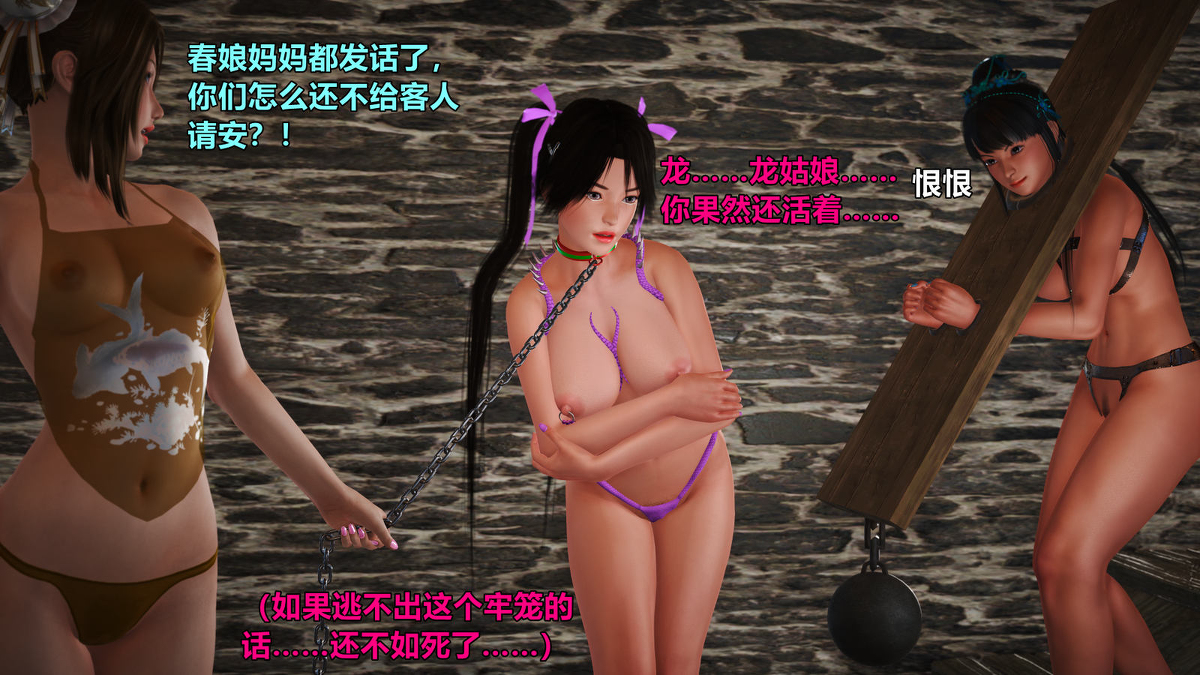 春娘妈妈都发话了，
你们怎么还不给客人
请安？！
龙……龙姑娘……
你果然还活着……
恨恨
（如果逃不出这个牢笼的
话……还不如死了……）